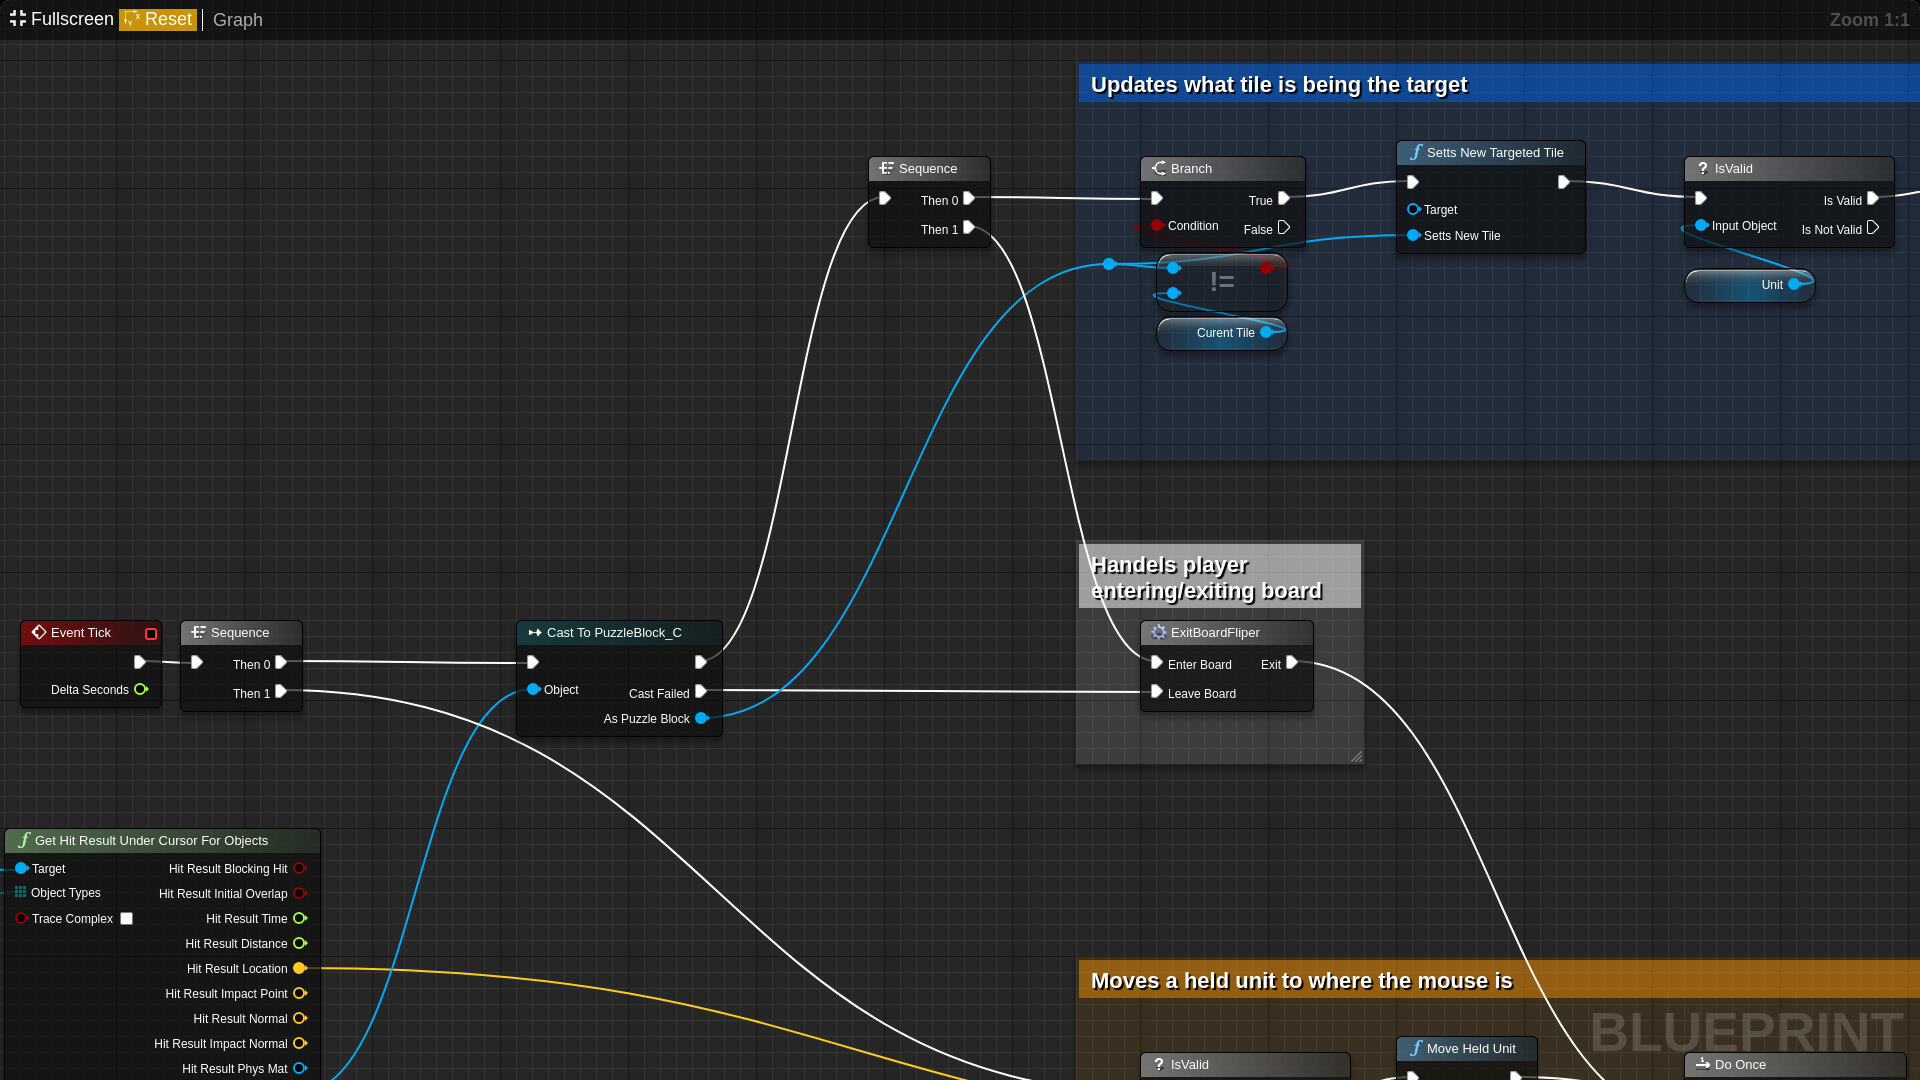 Fullscreen Reset Graph Zoom 1:1
Updates what tile is being the target
Sequence
Then 0
Then 1
Branch
True
Condition
False
!=
Curent Tile
Setts New Targeted Tile
Target
Setts New Tile
IsValid
Is Valid
Input Object
Is Not Valid
Unit
Handels player
entering/exiting board
Event Tick
Delta Seconds
Sequence
Then 0
Then 1
Cast To PuzzleBlock_C
Object
Cast Failed
As Puzzle Block
ExitBoardFliper
Enter Board Exit
Leave Board
Get Hit Result Under Cursor For Objects
Target Hit Result Blocking Hit
Object Types Hit Result Initial Overlap
Trace Complex Hit Result Time
Hit Result Distance
Hit Result Location
Hit Result Impact Point
Hit Result Normal
Hit Result Impact Normal
Hit Result Phys Mat
Moves a held unit to where the mouse is
BLUEPRINT
IsValid
Move Held Unit
Do Once